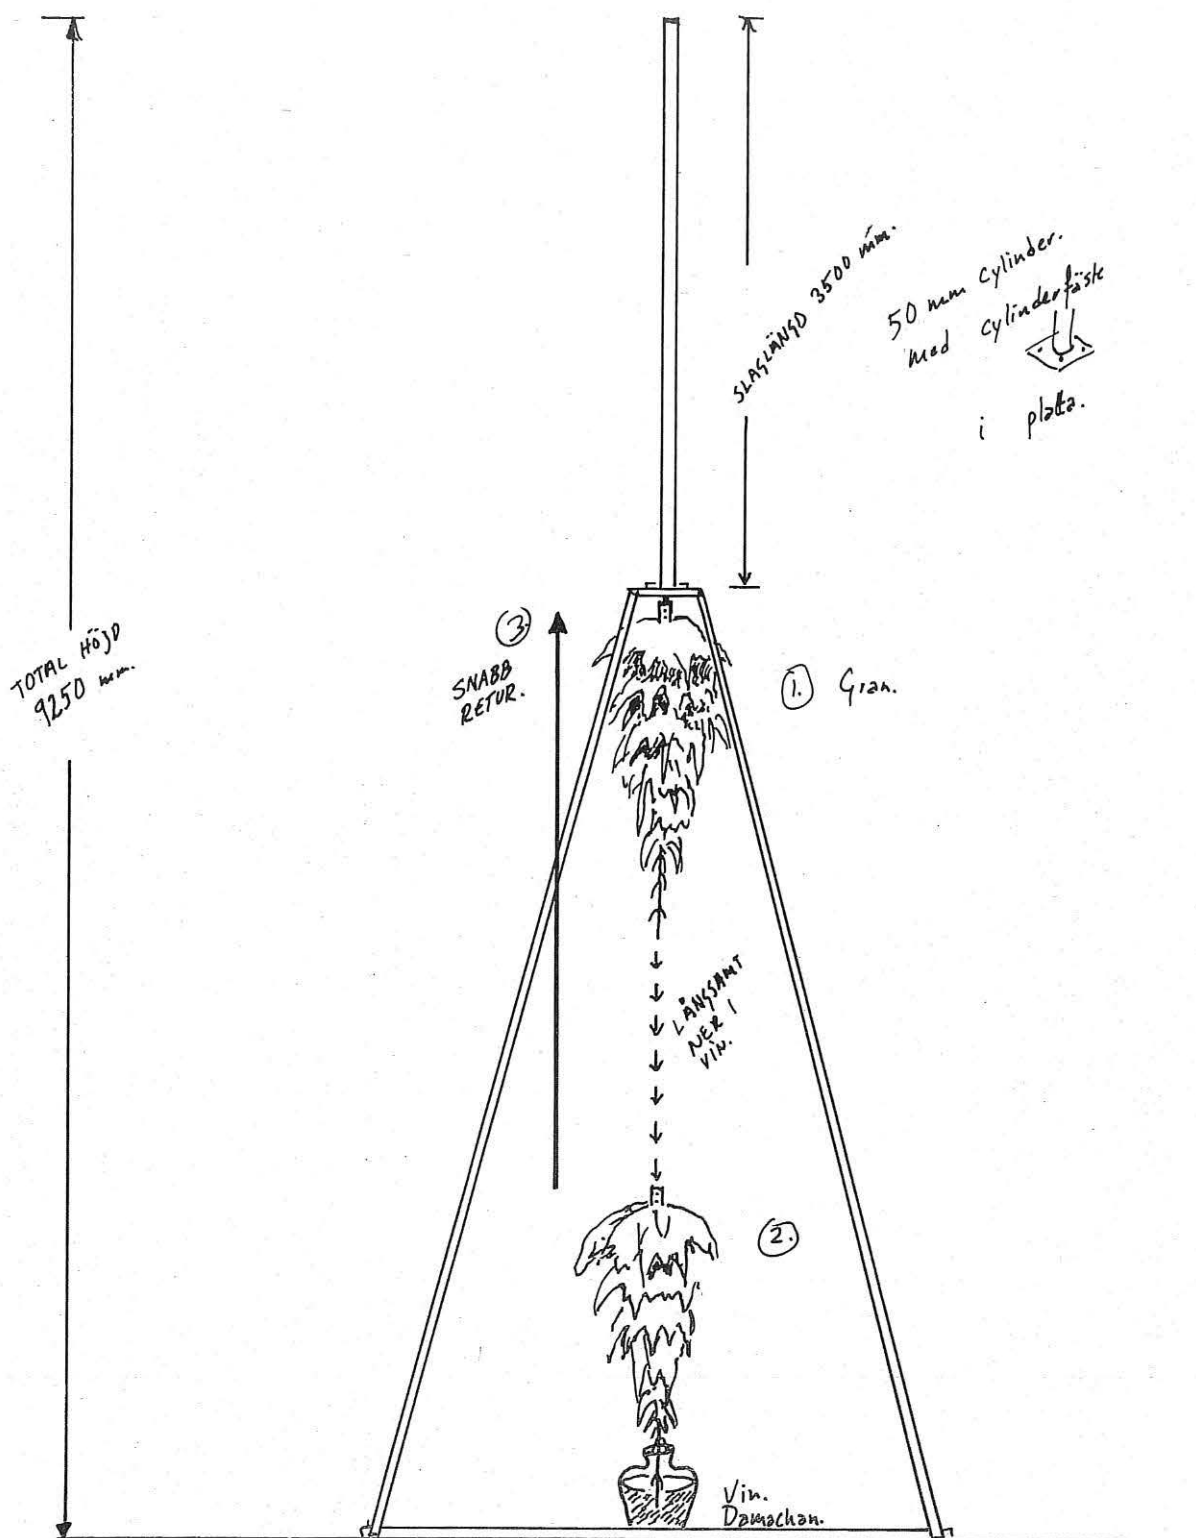 SLAGLÄNGD 3500 mm.
50 mm cylinder.
med cylinderfäste
i platta.
TOTAL HÖJD
9250 mm.
3.
SNABB
RETUR.
1. Gran.
LÅNGSAMT
NER I
VIN.
2.
Vin.
Damachan.